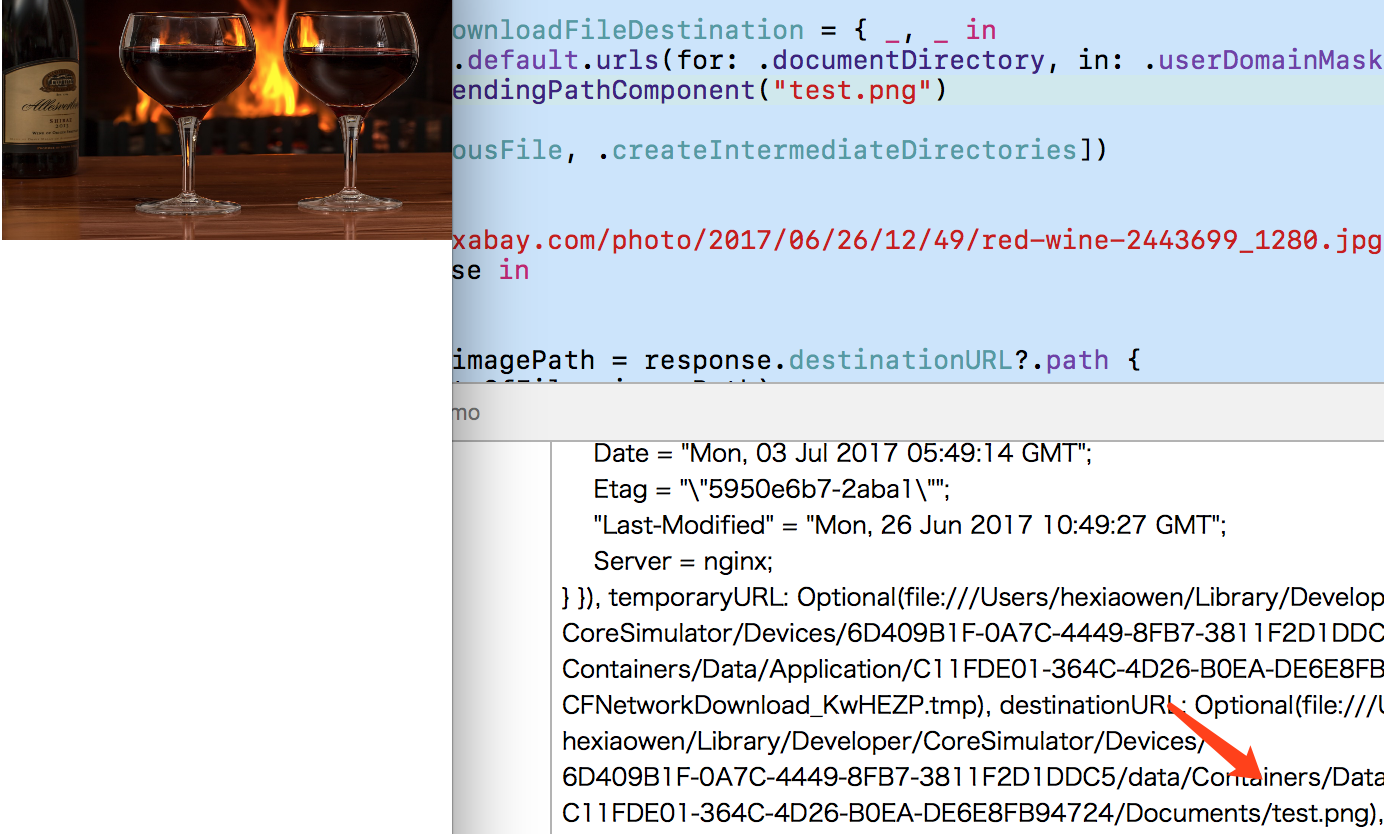 SHIRAZ
2011
ownloadFileDestination = { _, _ in
.default.urls(for: .documentDirectory, in: .userDomainMask
endingPathComponent("test.png")
ousFile, .createIntermediateDirectories])
xabay.com/photo/2017/06/26/12/49/red-wine-2443699_1280.jpg
se in
imagePath = response.destinationURL?.path {
mo
Date = "Mon, 03 Jul 2017 05:49:14 GMT";
Etag = "\"5950e6b7-2aba1\"";
"Last-Modified" = "Mon, 26 Jun 2017 10:49:27 GMT";
Server = nginx;
} }), temporaryURL: Optional(file:///Users/hexiaowen/Library/Develop
CoreSimulator/Devices/6D409B1F-0A7C-4449-8FB7-3811F2D1DDC
Containers/Data/Application/C11FDE01-364C-4D26-B0EA-DE6E8FB
CFNetworkDownload_KwHEZP.tmp), destinationURL: Optional(file:///U
hexiaowen/Library/Developer/CoreSimulator/Devices/
6D409B1F-0A7C-4449-8FB7-3811F2D1DDC5/data/Containers/Data
C11FDE01-364C-4D26-B0EA-DE6E8FB94724/Documents/test.png),